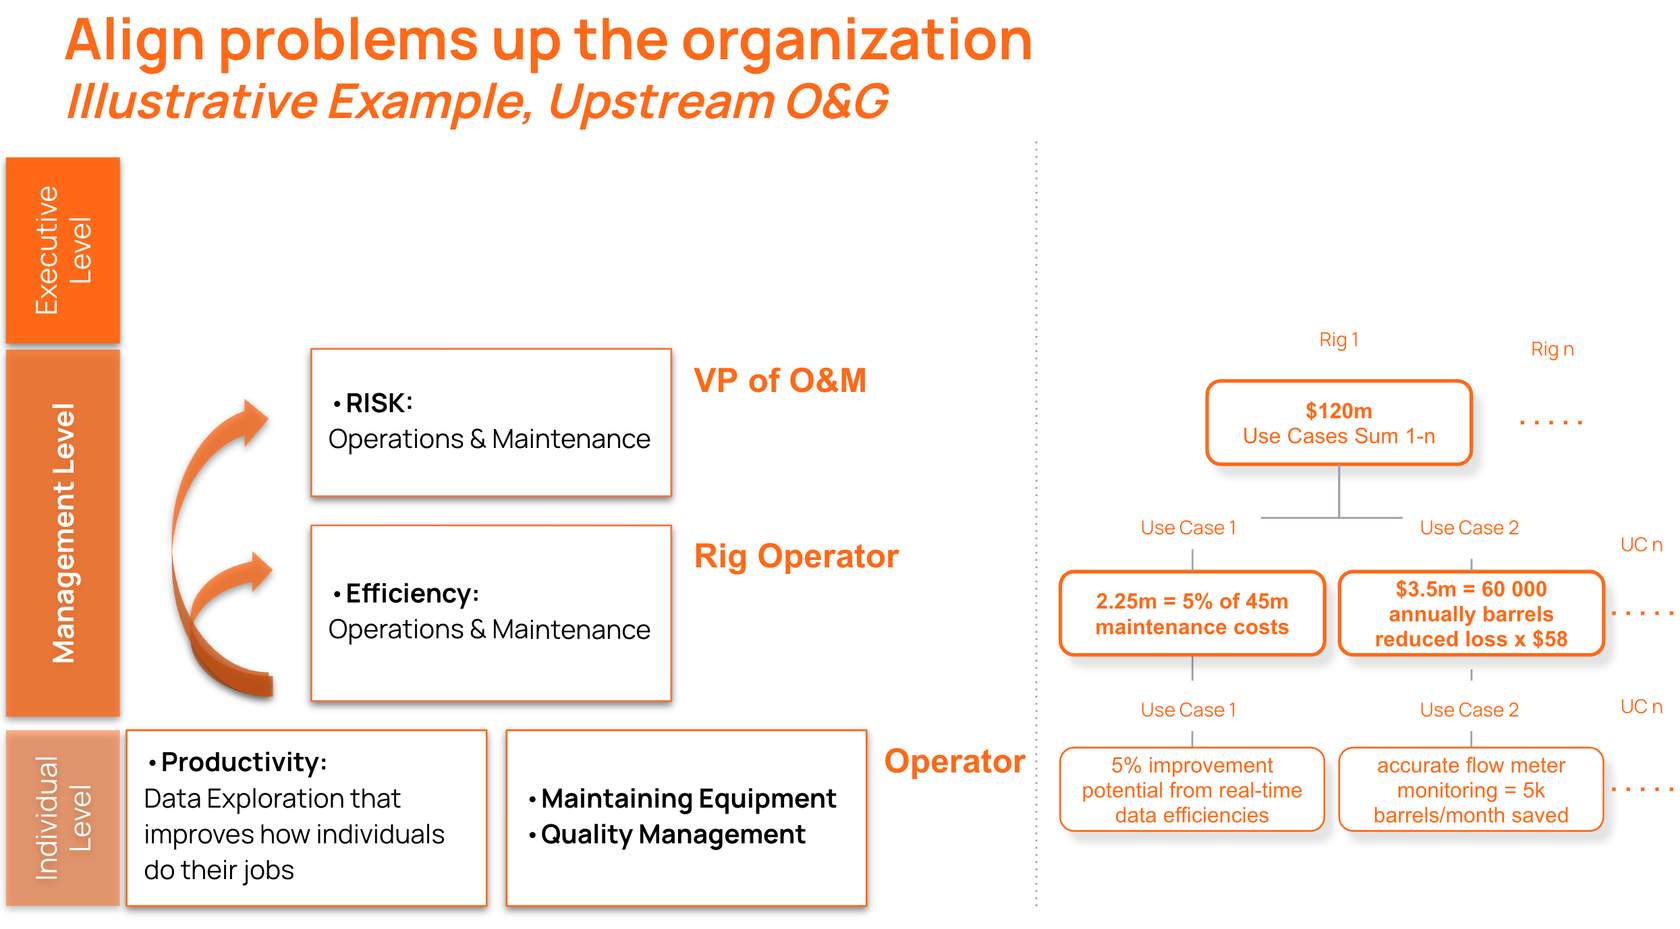 Align problems up the organization
Illustrative Example, Upstream O&G
Executive
Level
Management Level
Individual
Level
•RISK:
Operations & Maintenance
VP of O&M
•Efficiency:
Operations & Maintenance
Rig Operator
•Productivity:
Data Exploration that
improves how individuals
do their jobs
•Maintaining Equipment
•Quality Management
Operator
Rig 1
Rig n
$120m
Use Cases Sum 1-n
.....
Use Case 1
Use Case 2
UC n
2.25m = 5% of 45m
maintenance costs
$3.5m = 60 000
annually barrels
reduced loss x $58
.....
Use Case 1
Use Case 2
UC n
5% improvement
potential from real-time
data efficiencies
accurate flow meter
monitoring = 5k
barrels/month saved
.....